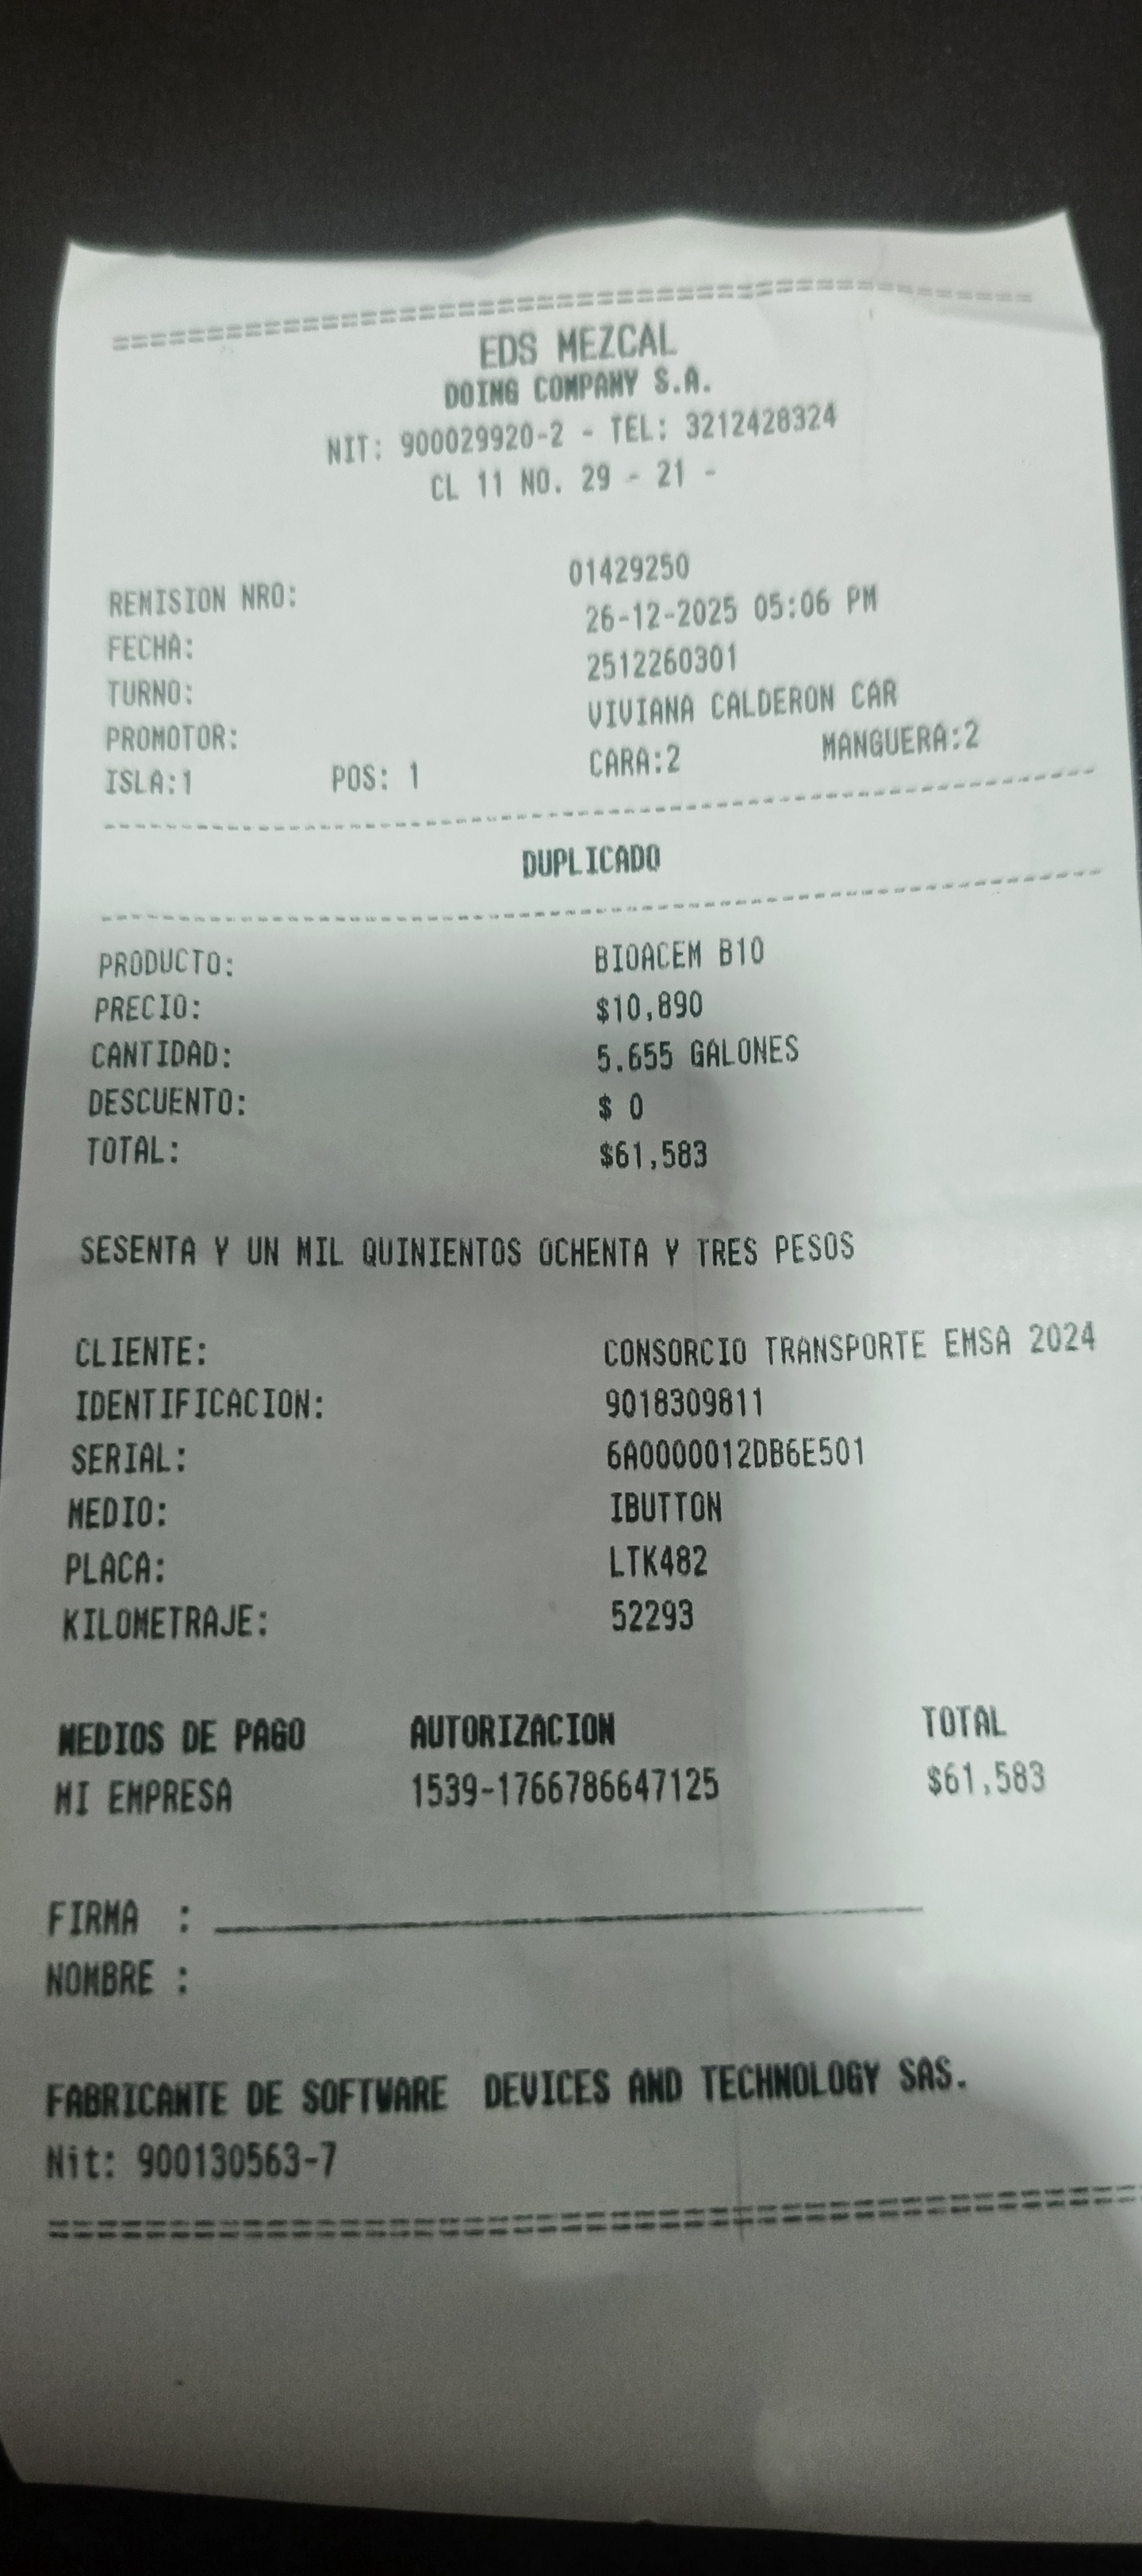 ================================================
EDS MEZCAL
DOING COMPANY S.A.
NIT: 900029920-2 - TEL: 3212428324
CL 11 NO. 29 - 21 -
REMISION NRO: 01429250
FECHA: 26-12-2025 05:06 PM
TURNO: 2512260301
PROMOTOR: VIVIANA CALDERON CAR
ISLA:1 POS: 1 CARA:2 MANGUERA:2
------------------------------------------------
DUPLICADO
------------------------------------------------
PRODUCTO: BIOACEM B10
PRECIO: $10,890
CANTIDAD: 5.655 GALONES
DESCUENTO: $ 0
TOTAL: $61,583
SESENTA Y UN MIL QUINIENTOS OCHENTA Y TRES PESOS
CLIENTE: CONSORCIO TRANSPORTE EMSA 2024
IDENTIFICACION: 9018309811
SERIAL: 6A0000012DB6E501
MEDIO: IBUTTON
PLACA: LTK482
KILOMETRAJE: 52293
MEDIOS DE PAGO AUTORIZACION TOTAL
MI EMPRESA 1539-1766786647125 $61,583
FIRMA : ______________________
NOMBRE :
FABRICANTE DE SOFTWARE DEVICES AND TECHNOLOGY SAS.
Nit: 900130563-7
================================================